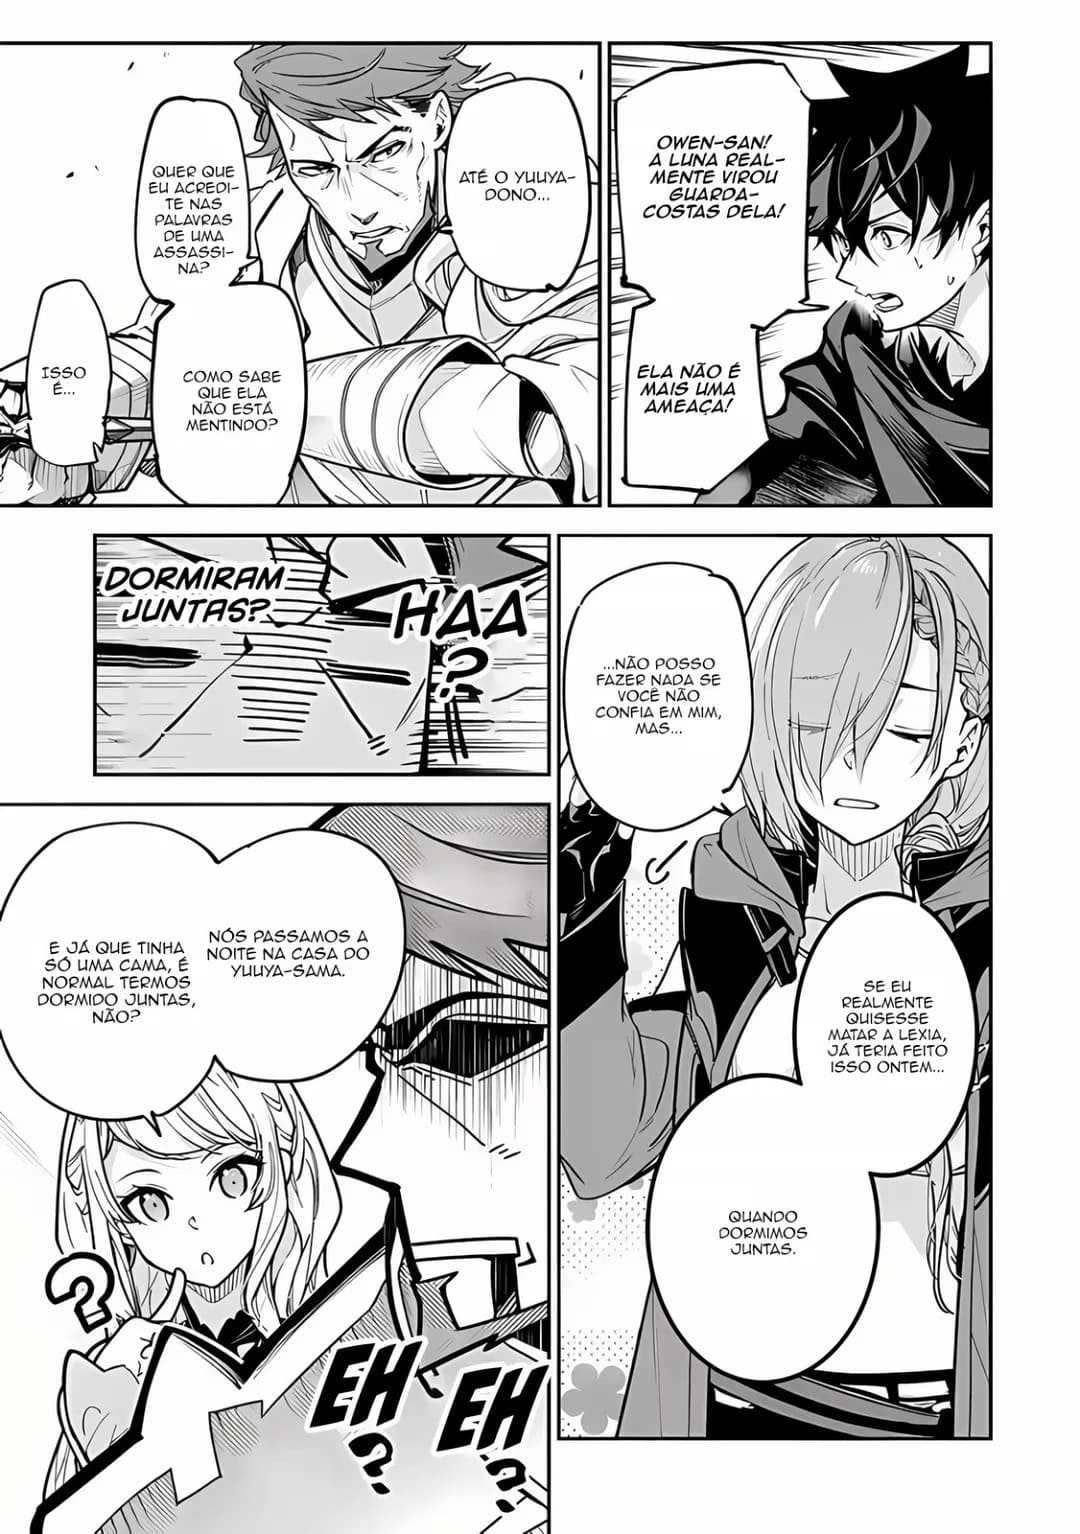 OWEN-SAN!
A LUNA REAL-
MENTE VIROU
GUARDA-
COSTAS DELA!
ELA NÃO É
MAIS UMA
AMEAÇA!
ATÉ O YUUYA-
DONO...
QUER QUE
EU ACREDI-
TE NAS
PALAVRAS
DE UMA
ASSASSI-
NA?
COMO SABE
QUE ELA
NÃO ESTÁ
MENTINDO?
ISSO
É...
...NÃO POSSO
FAZER NADA SE
VOCÊ NÃO
CONFIA EM MIM,
MAS...
SE EU
REALMENTE
QUISESSE
MATAR A LEXIA,
JÁ TERIA FEITO
ISSO ONTEM...
QUANDO
DORMIMOS
JUNTAS.
HAA
?
DORMIRAM
JUNTAS?
NÓS PASSAMOS A
NOITE NA CASA DO
YUUYA-SAMA.
E JÁ QUE TINHA
SÓ UMA CAMA, É
NORMAL TERMOS
DORMIDO JUNTAS,
NÃO?
?
EH
?
EH
?